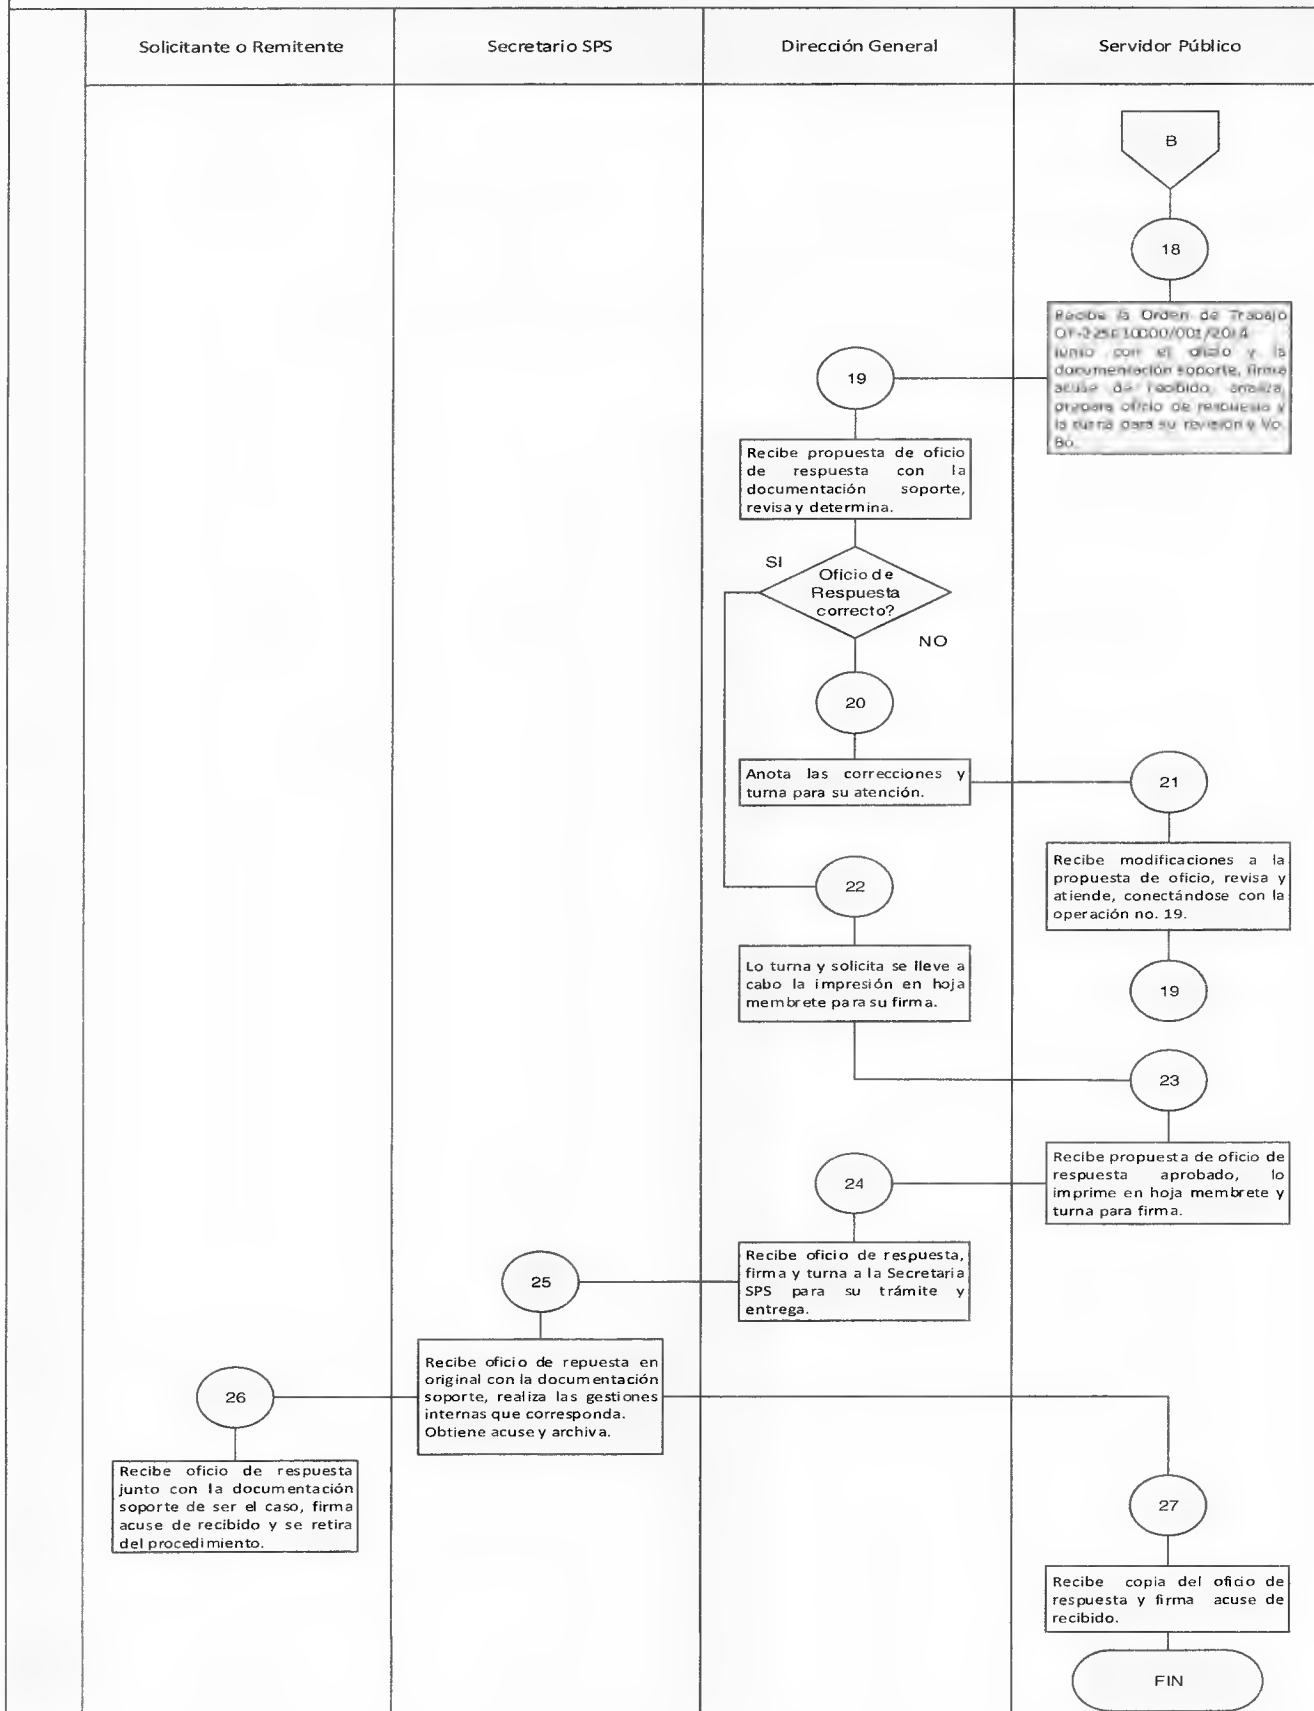 Solicitante o Remitente
Secretario SPS
Dirección General
Servidor Público
B
18
Recibe la Orden de Trabajo
junto con el oficio y la
documentación soporte, firma
acuse de recibido, analiza,
prepara oficio de respuesta y
la turna para su revisión y Vo.
Bo.
19
Recibe propuesta de oficio
de respuesta con la
documentación soporte,
revisa y determina.
SI
Oficio de
Respuesta
correcto?
NO
20
Anota las correcciones y
turna para su atención.
21
Recibe modificaciones a la
propuesta de oficio, revisa y
atiende, conectándose con la
operación no. 19.
19
22
Lo turna y solicita se lleve a
cabo la impresión en hoja
membrete para su firma.
23
Recibe propuesta de oficio de
respuesta aprobado, lo
imprime en hoja membrete y
turna para firma.
24
Recibe oficio de respuesta,
firma y turna a la Secretaria
SPS para su trámite y
entrega.
25
Recibe oficio de repuesta en
original con la documentación
soporte, realiza las gestiones
internas que corresponda.
Obtiene acuse y archiva.
26
Recibe oficio de respuesta
junto con la documentación
soporte de ser el caso, firma
acuse de recibido y se retira
del procedimiento.
27
Recibe copia del oficio de
respuesta y firma acuse de
recibido.
FIN